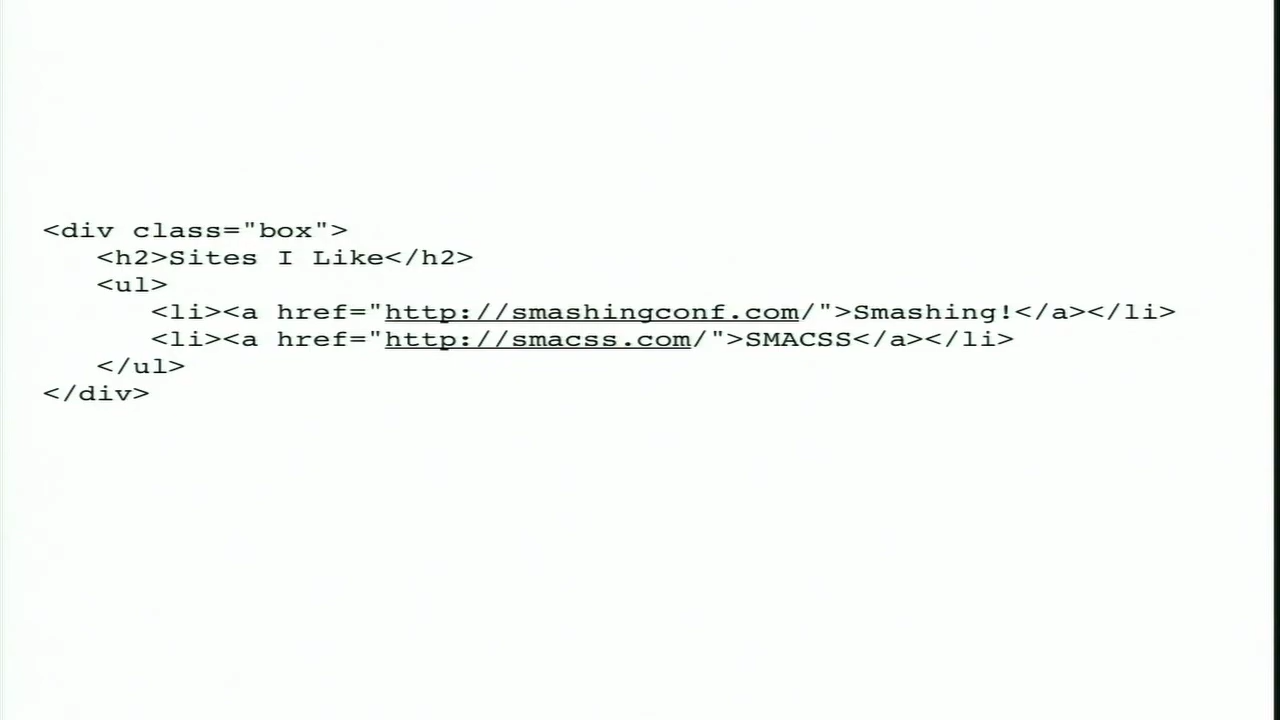 <div class="box">
<h2>Sites I Like</h2>
<ul>
<li><a href="http://smashingconf.com/">Smashing!</a></li>
<li><a href="http://smacss.com/">SMACSS</a></li>
</ul>
</div>